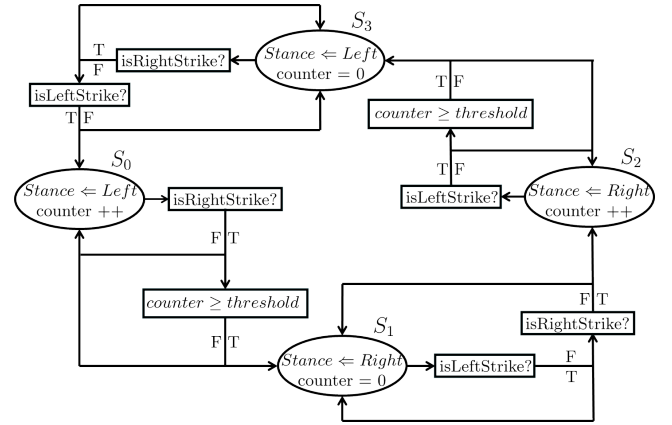 S₃
Stance ⇐ Left
counter = 0
isRightStrike?
T
F
isLeftStrike?
T F
T F
counter ≥ threshold
S₀
Stance ⇐ Left
counter ++
isRightStrike?
T F
isLeftStrike?
S₂
Stance ⇐ Right
counter ++
F T
counter ≥ threshold
F T
S₁
Stance ⇐ Right
counter = 0
isLeftStrike?
F
T
F T
isRightStrike?